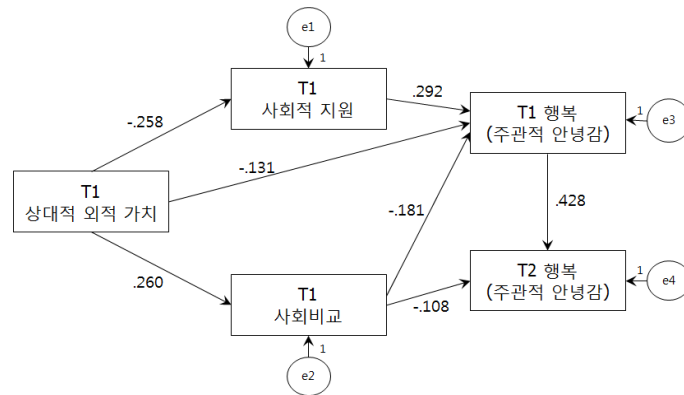 e1
1
T1
사회적 지원
.292
T1 행복
(주관적 안녕감)
1
e3
-.258
-.131
T1
상대적 외적 가치
-.181
.428
.260
T1
사회비교
-.108
T2 행복
(주관적 안녕감)
1
e4
1
e2